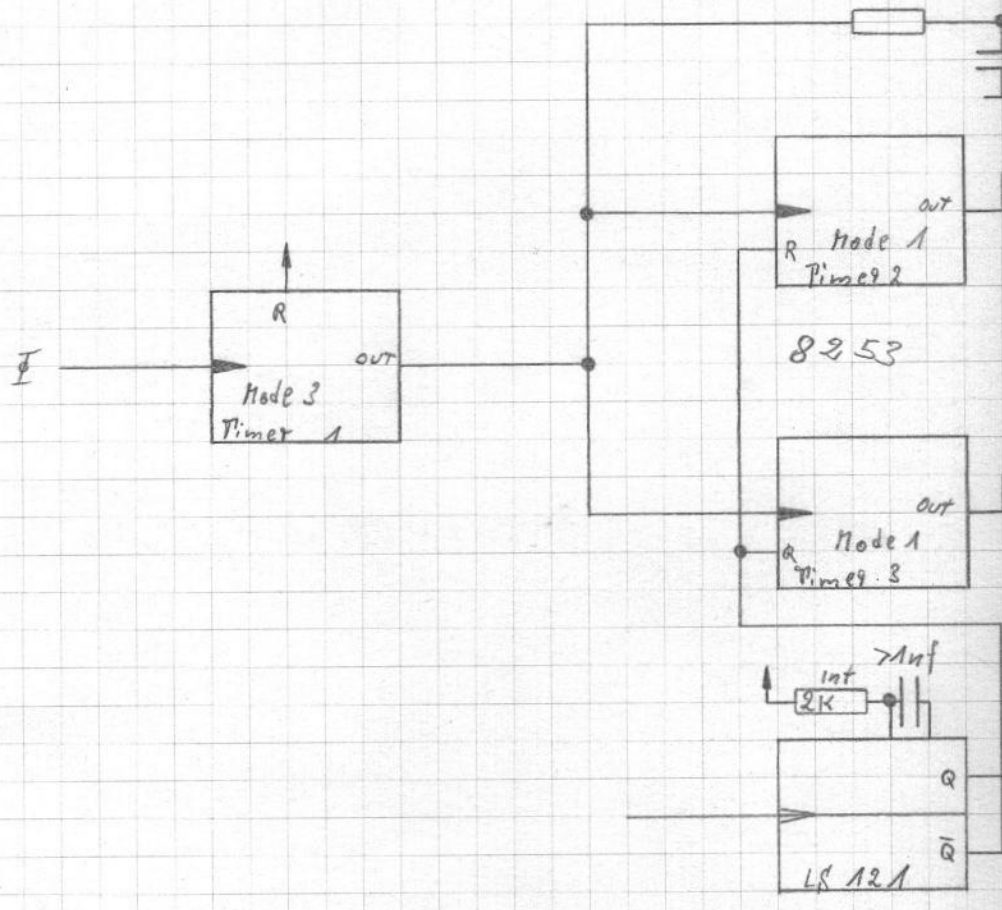 OUT
R
Mode 1
Timer 2
R
OUT
Φ
Mode 3
Timer 1
8253
OUT
Mode 1
Q
Timer 3
>1nf
int
2K
Q
Q̅
LS 121